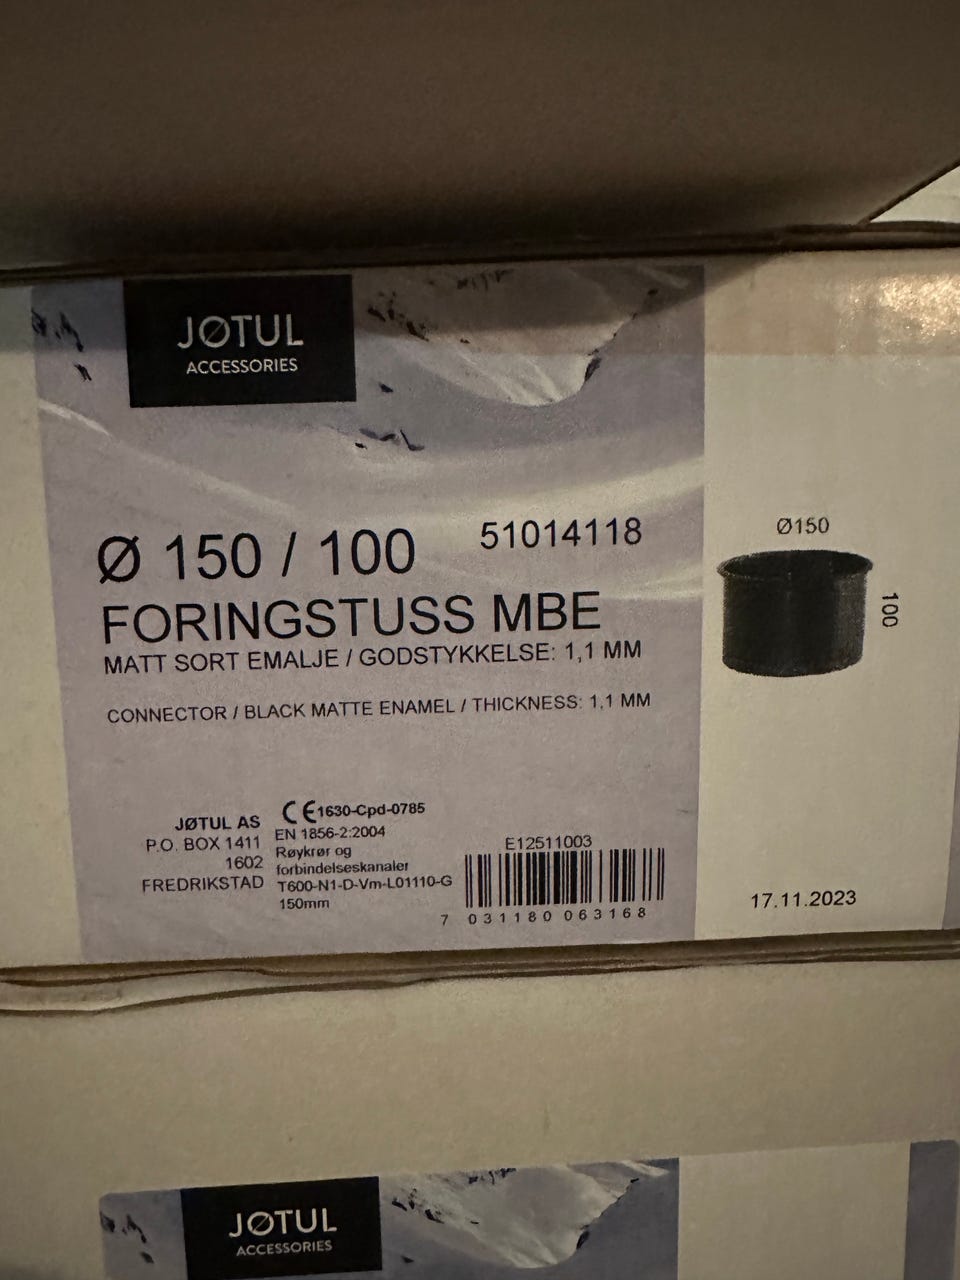 JØTUL
ACCESSORIES
Ø 150 / 100
51014118
FORINGSTUSS MBE
MATT SORT EMALJE / GODSTYKKELSE: 1,1 MM
CONNECTOR / BLACK MATTE ENAMEL / THICKNESS: 1,1 MM
Ø150
100
JØTUL AS
P.O. BOX 1411
1602
FREDRIKSTAD
CE 1630-Cpd-0785
EN 1856-2:2004
Røykrør og
forbindelseskanaler
T600-N1-D-Vm-L01110-G
150mm
E12511003
7 031180 063168
17.11.2023
JØTUL
ACCESSORIES